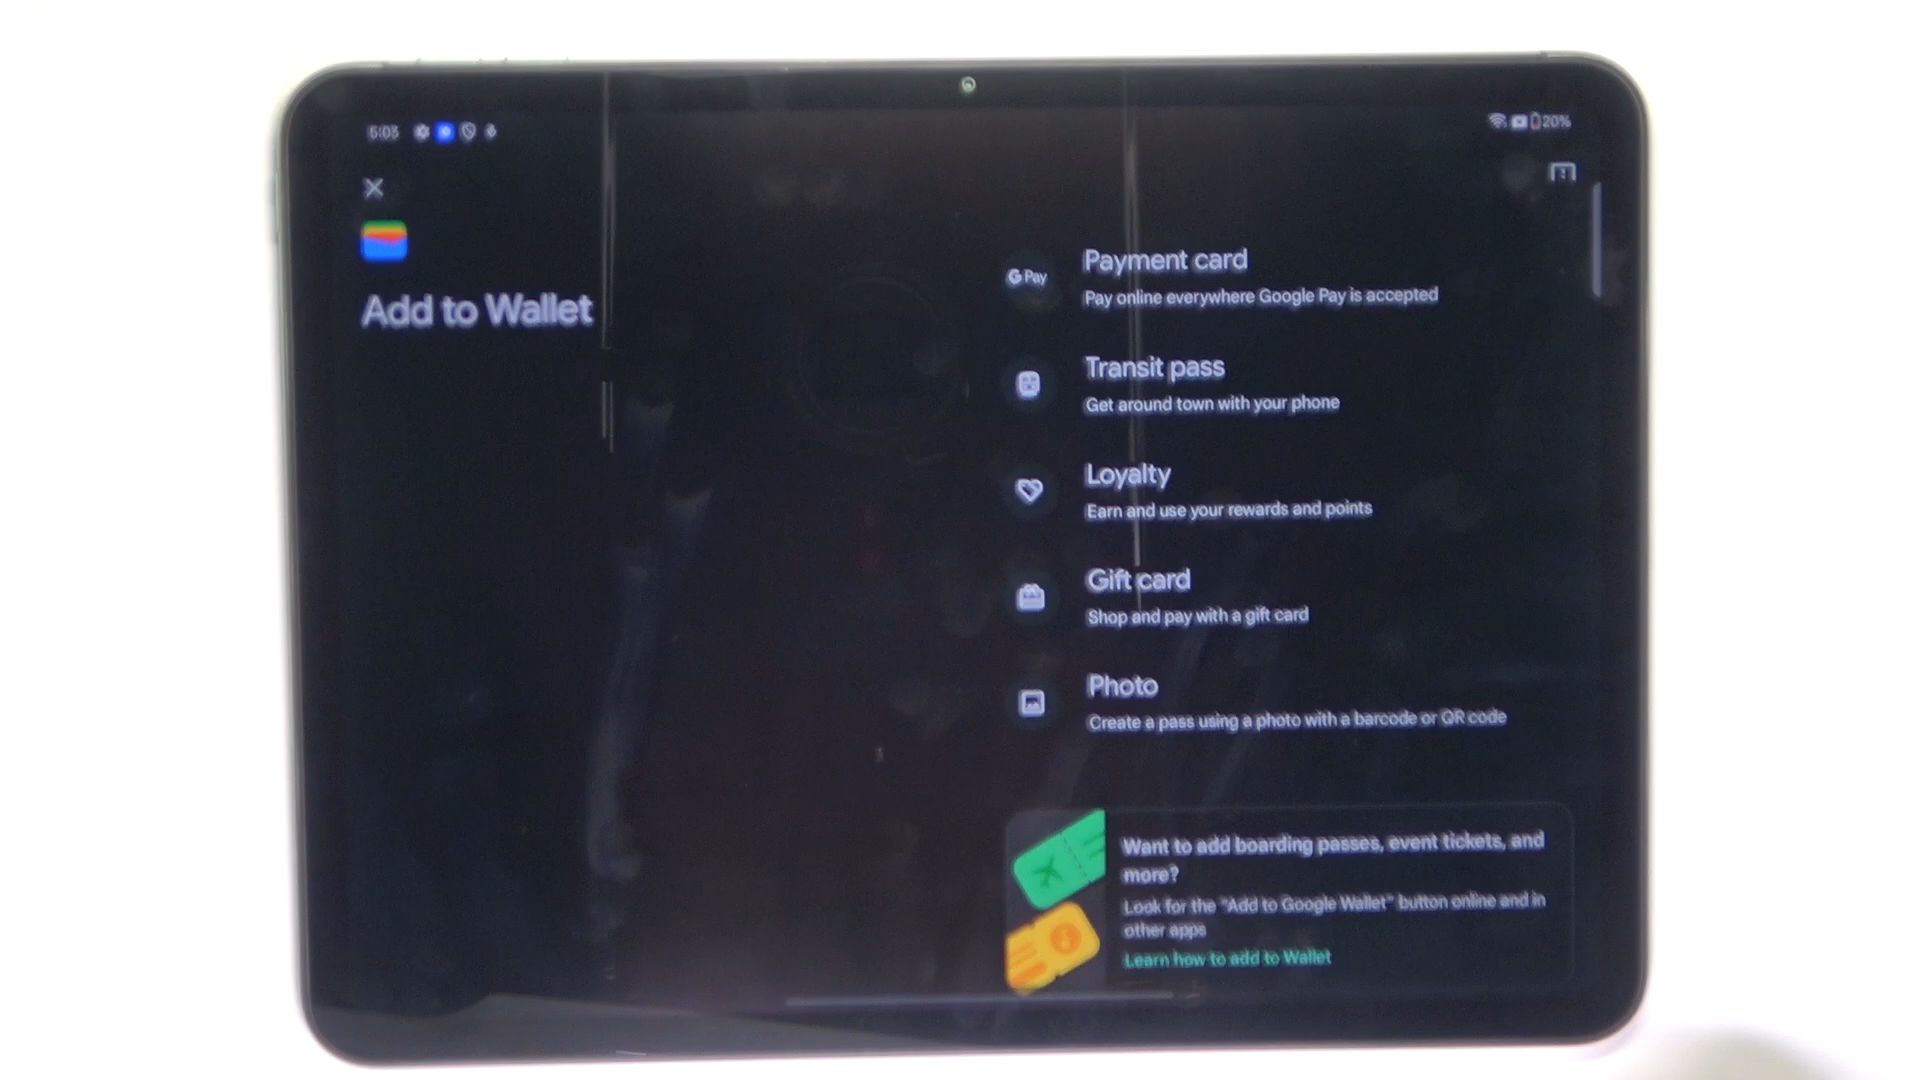 5:03
20%
Add to Wallet
G Pay
Payment card
Pay online everywhere Google Pay is accepted
Transit pass
Get around town with your phone
Loyalty
Earn and use your rewards and points
Gift card
Shop and pay with a gift card
Photo
Create a pass using a photo with a barcode or QR code
Want to add boarding passes, event tickets, and
more?
Look for the "Add to Google Wallet" button online and in
other apps
Learn how to add to Wallet